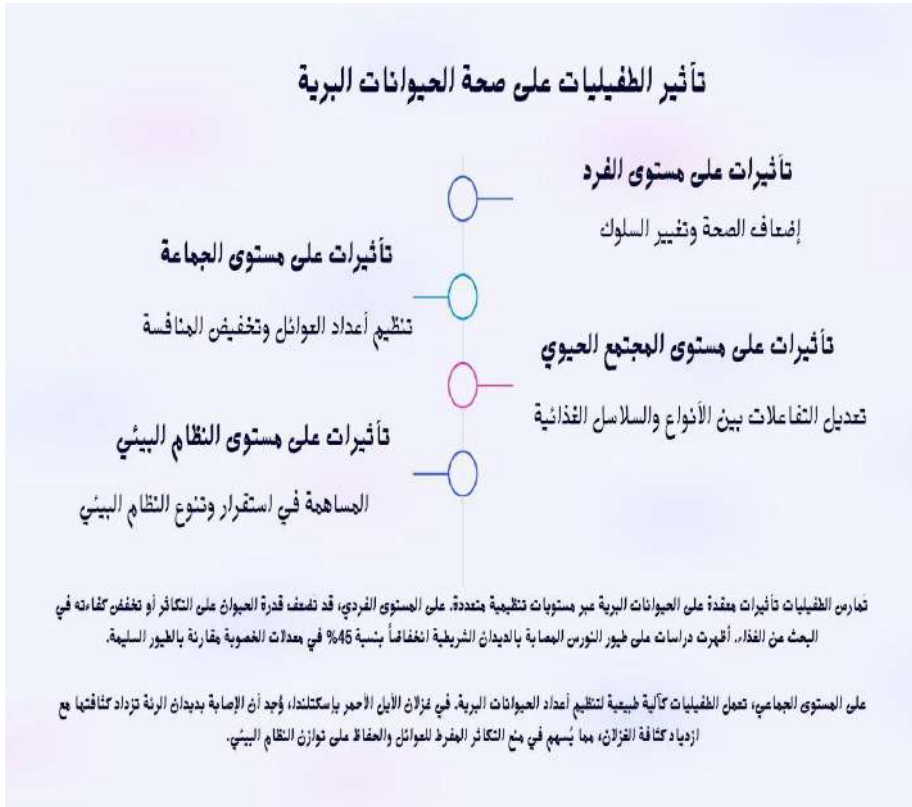 تأثير الطفيليات على صحة الحيوانات البرية
تأثيرات على مستوى الفرد
إضعاف الصحة وتغيير السلوك
تأثيرات على مستوى الجماعة
تنظيم أعداد العوائل وتخفيض المنافسة
تأثيرات على مستوى المجتمع الحيوي
تعديل التفاعلات بين الأنواع والسلاسل الغذائية
تأثيرات على مستوى النظام البيئي
المساهمة في استقرار وتنوع النظام البيئي
تمارس الطفيليات تأثيرات معقدة على الحيوانات البرية عبر مستويات تنظيمية متعددة. على المستوى الفردي، قد تضعف قدرة الحيوان على التكاثر أو تخفض كفاءته في
البحث عن الغذاء. أظهرت دراسات على طيور النورس المصابة بالديدان الشريطية انخفاضاً بنسبة 45% في معدلات الخصوبة مقارنة بالطيور السليمة.
على المستوى الجماعي، تعمل الطفيليات كآلية طبيعية لتنظيم أعداد الحيوانات البرية. في غزلان الأيل الأحمر بإسكتلندا، وُجد أن الإصابة بديدان الرئة تزداد كثافتها مع
ازدياد كثافة الغزلان، مما يُسهم في منع التكاثر المفرط للعوائل والحفاظ على توازن النظام البيئي.